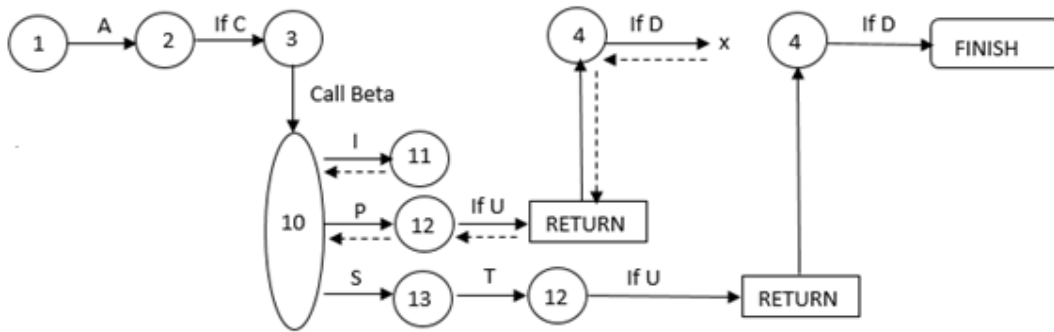 A If C If D If D
1 2 3 4 x 4 FINISH
Call Beta
I
11
P If U
10 12 RETURN
S T If U
13 12 RETURN